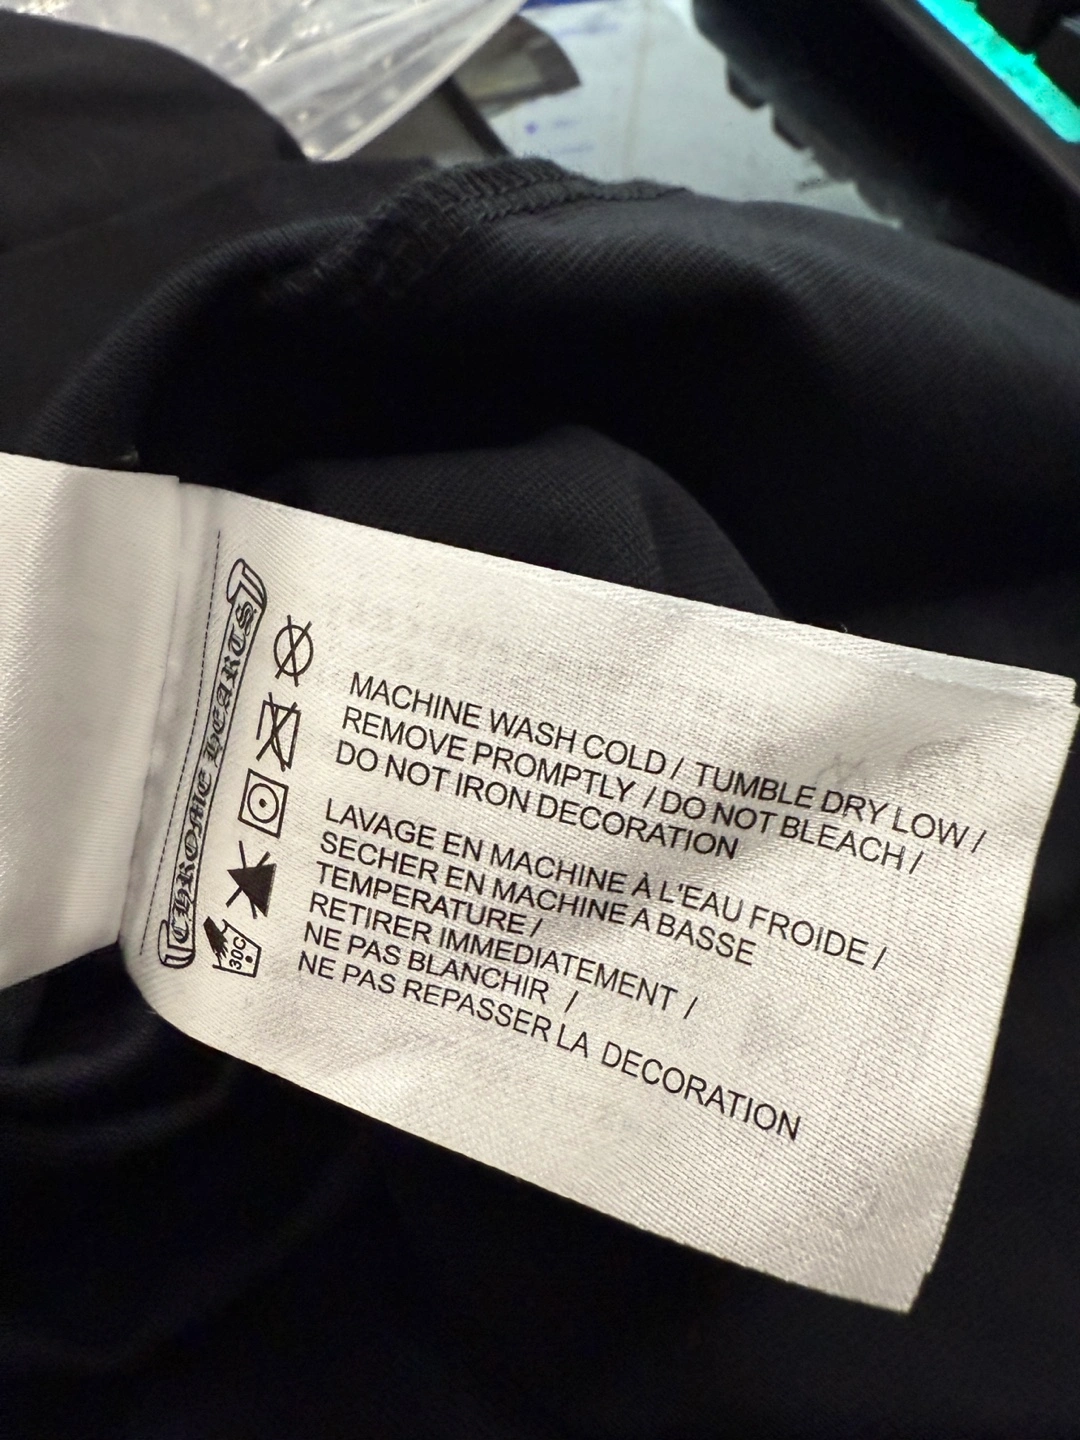 CHROME HEARTS
30C
MACHINE WASH COLD / TUMBLE DRY LOW /
REMOVE PROMPTLY / DO NOT BLEACH /
DO NOT IRON DECORATION
LAVAGE EN MACHINE À L'EAU FROIDE /
SECHER EN MACHINE A BASSE
TEMPERATURE /
RETIRER IMMEDIATEMENT /
NE PAS BLANCHIR /
NE PAS REPASSER LA DECORATION